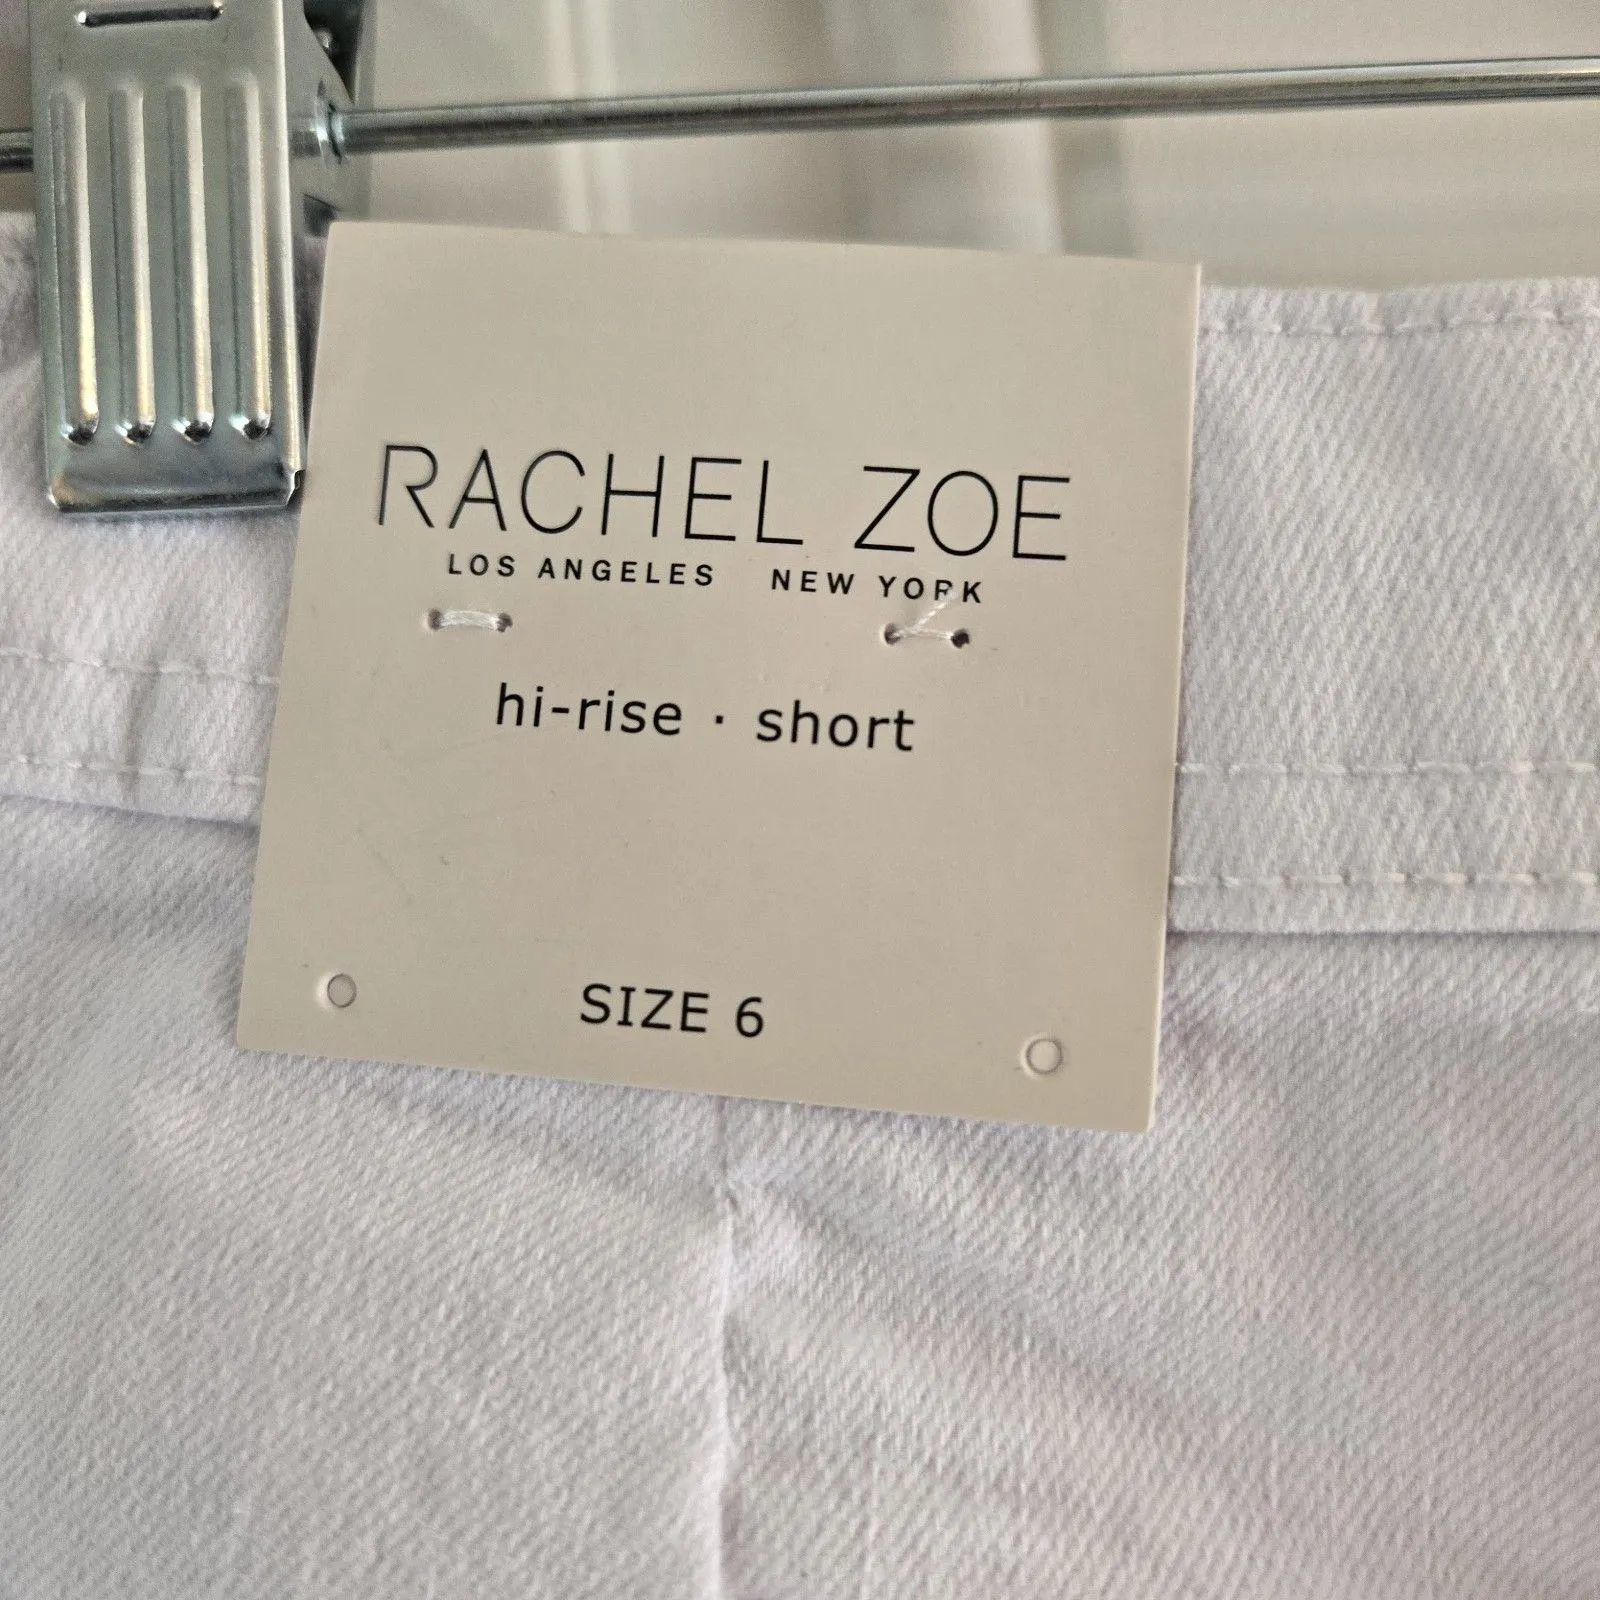 RACHEL ZOE
LOS ANGELES NEW YORK
hi-rise · short
SIZE 6